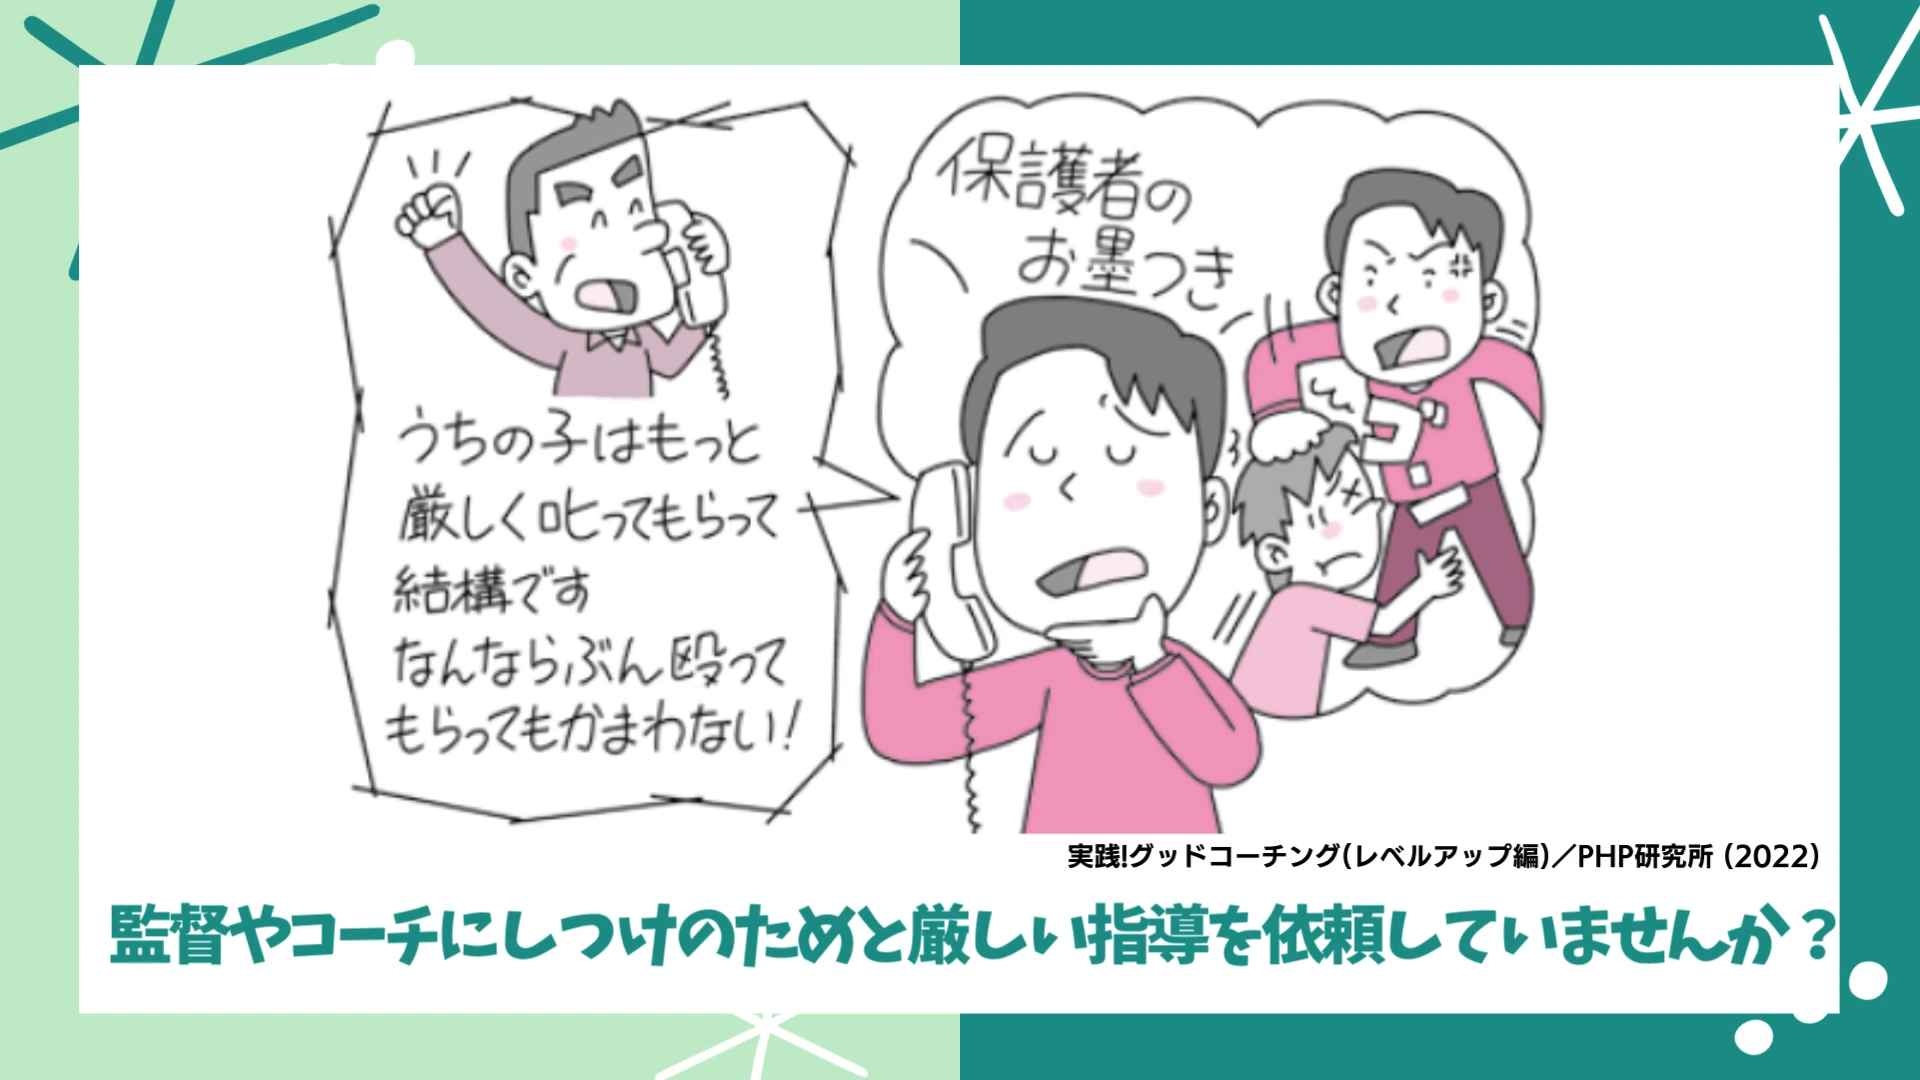 うちの子はもっと
厳しく叱ってもらって
結構です
なんならぶん殴って
もらってもかまわない!
保護者の
お墨つき
実践!グッドコーチング(レベルアップ編)／PHP研究所 (2022)
監督やコーチにしつけのためと厳しい指導を依頼していませんか？